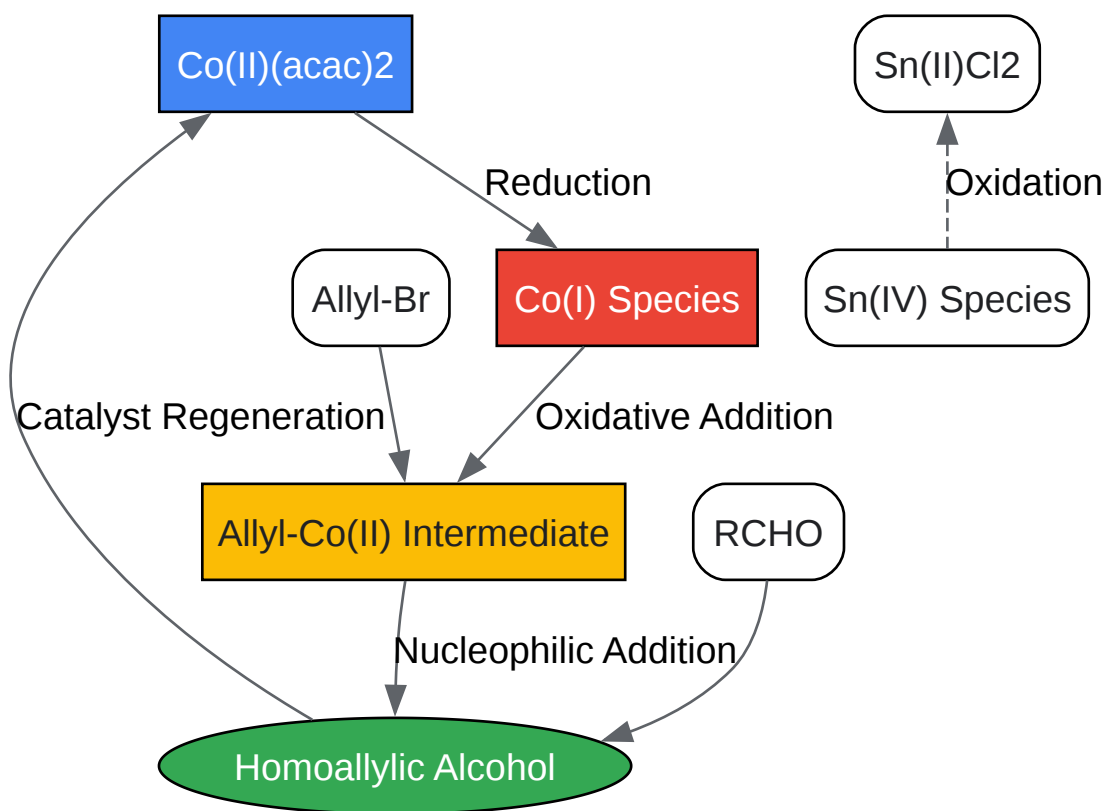 Co(II)(acac)2
Sn(II)Cl2
Reduction
Oxidation
Allyl-Br
Co(I) Species
Sn(IV) Species
Catalyst Regeneration
Oxidative Addition
Allyl-Co(II) Intermediate
RCHO
Nucleophilic Addition
Homoallylic Alcohol